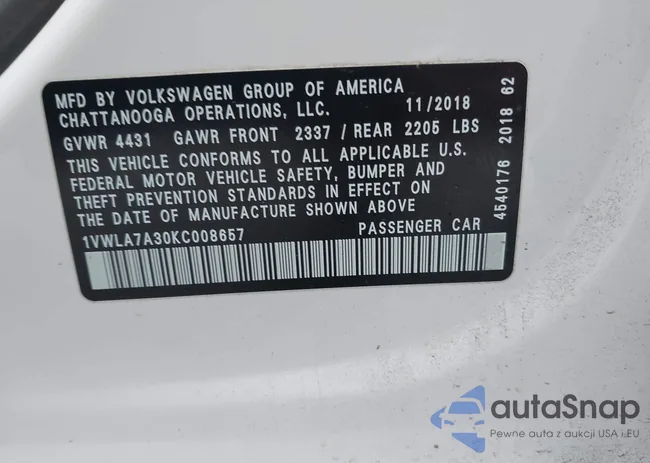 MFD BY VOLKSWAGEN GROUP OF AMERICA
CHATTANOOGA OPERATIONS, LLC. 11/2018
GVWR 4431 GAWR FRONT 2337 / REAR 2205 LBS
THIS VEHICLE CONFORMS TO ALL APPLICABLE U.S.
FEDERAL MOTOR VEHICLE SAFETY, BUMPER AND
THEFT PREVENTION STANDARDS IN EFFECT ON
THE DATE OF MANUFACTURE SHOWN ABOVE
1VWLA7A30KC008657 PASSENGER CAR
4540176 2018 62
autoSnap
Pewne auta z aukcji USA i EU